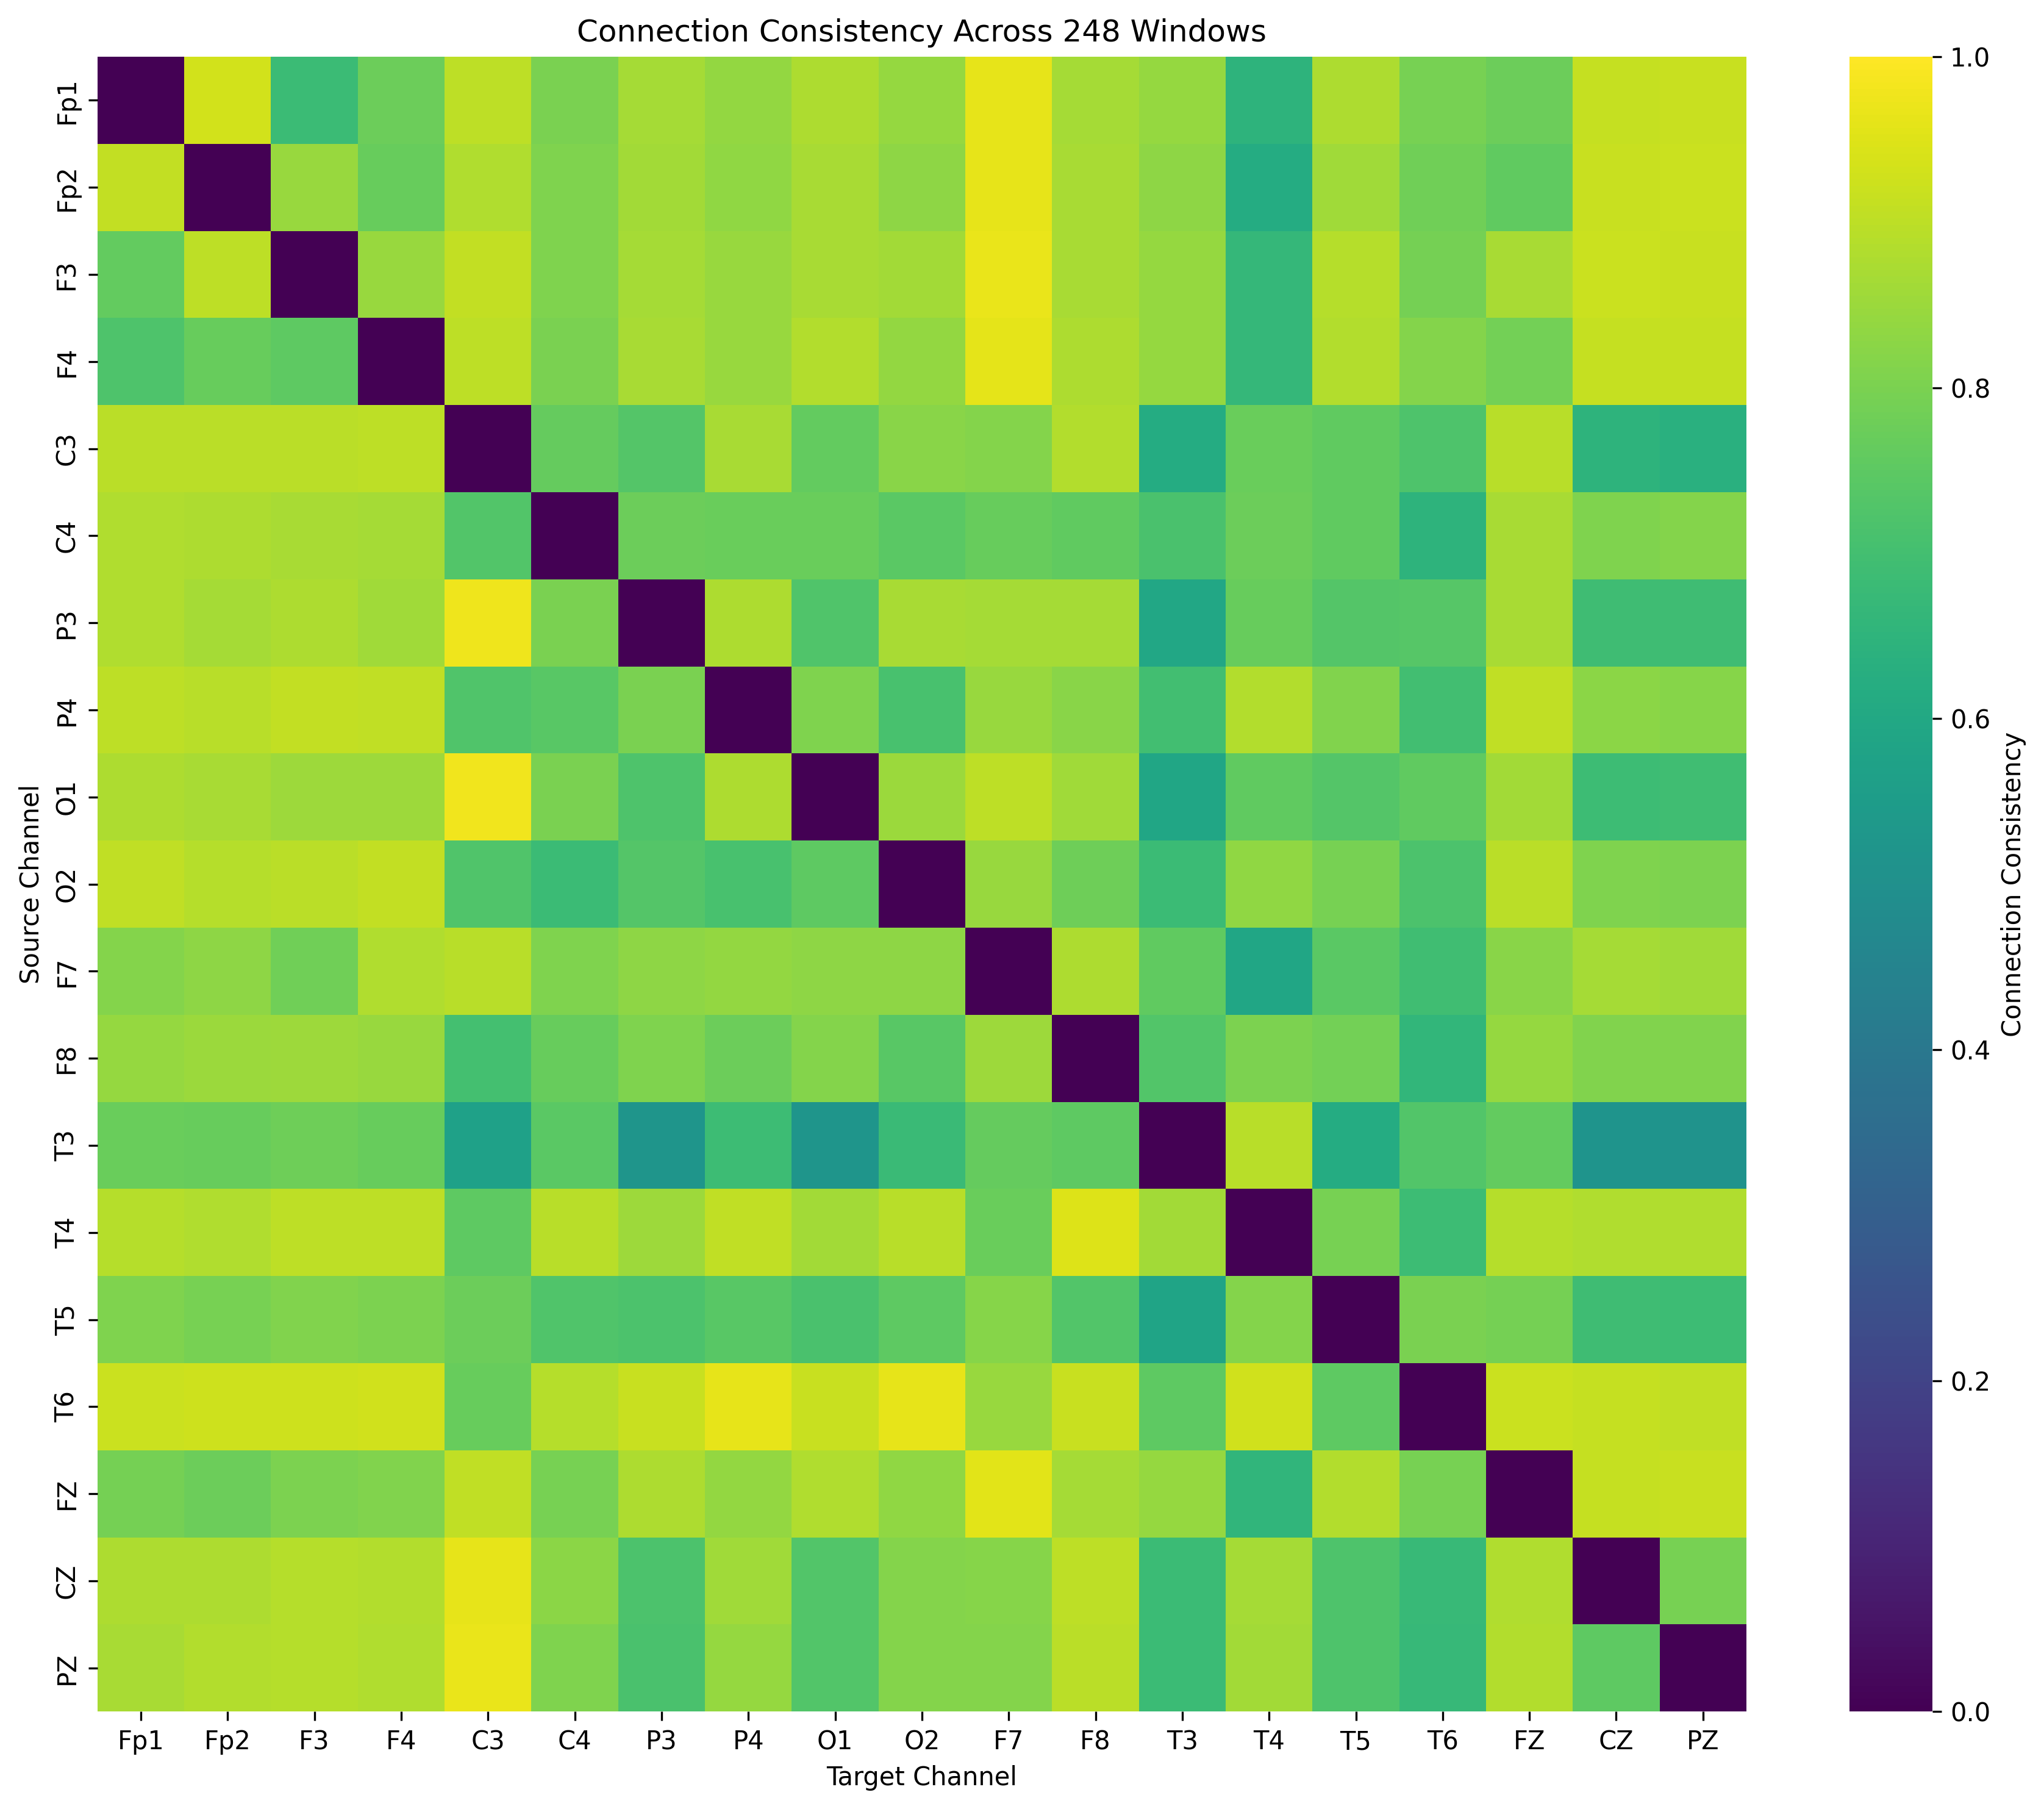 Connection Consistency Across 248 Windows
Source Channel
Fp1
Fp2
F3
F4
C3
C4
P3
P4
O1
O2
F7
F8
T3
T4
T5
T6
FZ
CZ
PZ
Fp1 Fp2 F3 F4 C3 C4 P3 P4 O1 O2 F7 F8 T3 T4 T5 T6 FZ CZ PZ
Target Channel
1.0
0.8
0.6
0.4
0.2
0.0
Connection Consistency